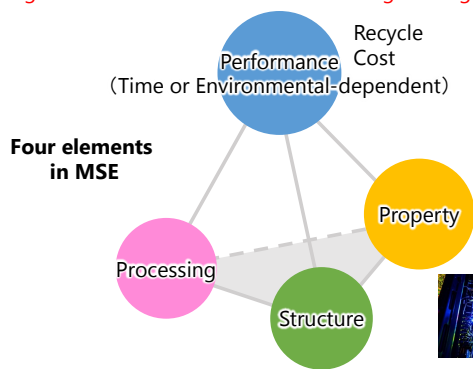 Recycle
Cost
Performance
（Time or Environmental-dependent）
Four elements
in MSE
Property
Processing
Structure